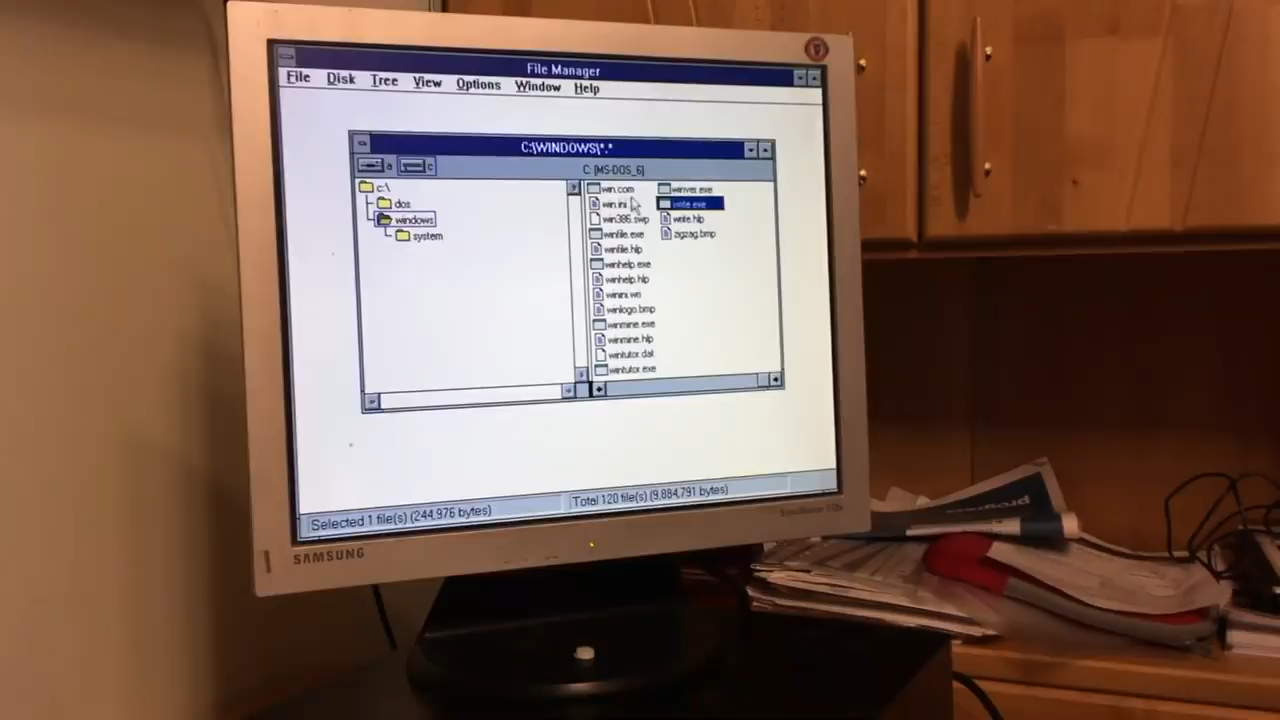 File Manager
File Disk Tree View Options Window Help
C:\WINDOWS\*.*
a c C: [MS-DOS_6]
c:\
dos
windows
system
win.com
win.ini
win386.swp
winfile.exe
winfile.hlp
winhelp.exe
winhelp.hlp
winini.wri
winlogo.bmp
winmine.exe
winmine.hlp
wintutor.dat
wintutor.exe
winver.exe
write.exe
write.hlp
zigzag.bmp
Selected 1 file(s) (244,976 bytes) Total 120 file(s) (9,884,791 bytes)
SAMSUNG
progress